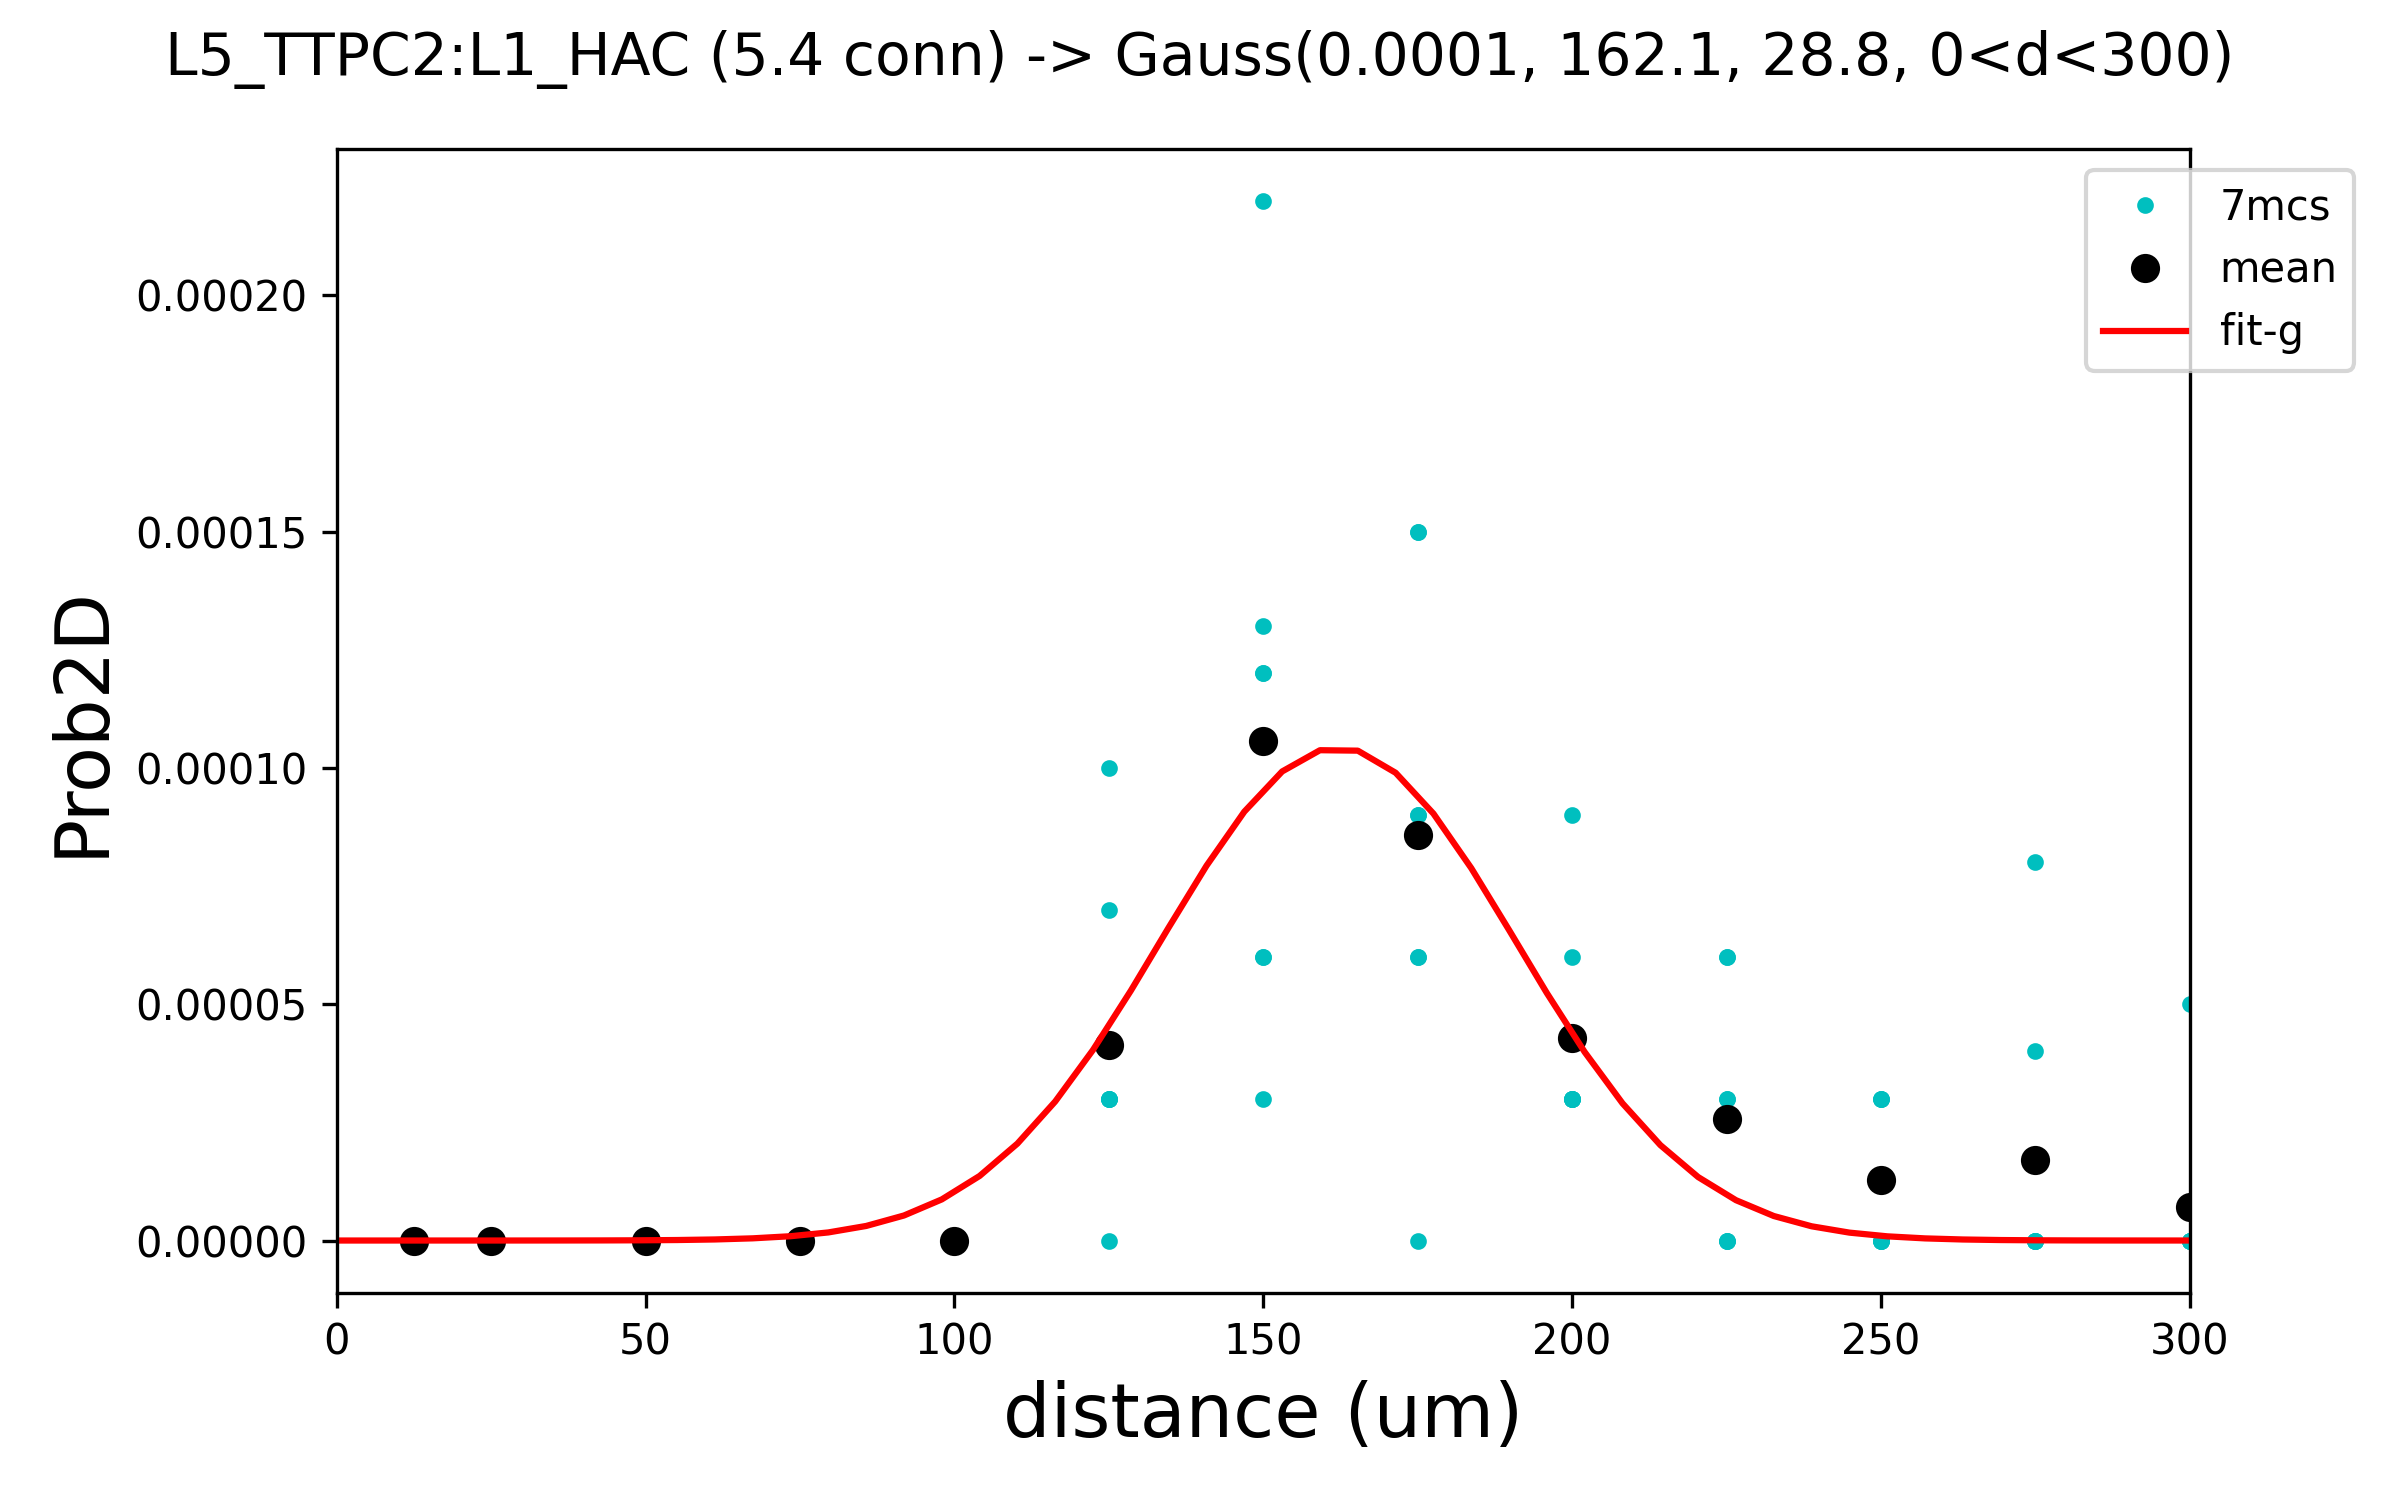 L5_TTPC2:L1_HAC (5.4 conn) -> Gauss(0.0001, 162.1, 28.8, 0<d<300)
7mcs
mean
fit-g
Prob2D
0.00020
0.00015
0.00010
0.00005
0.00000
0 50 100 150 200 250 300
distance (um)